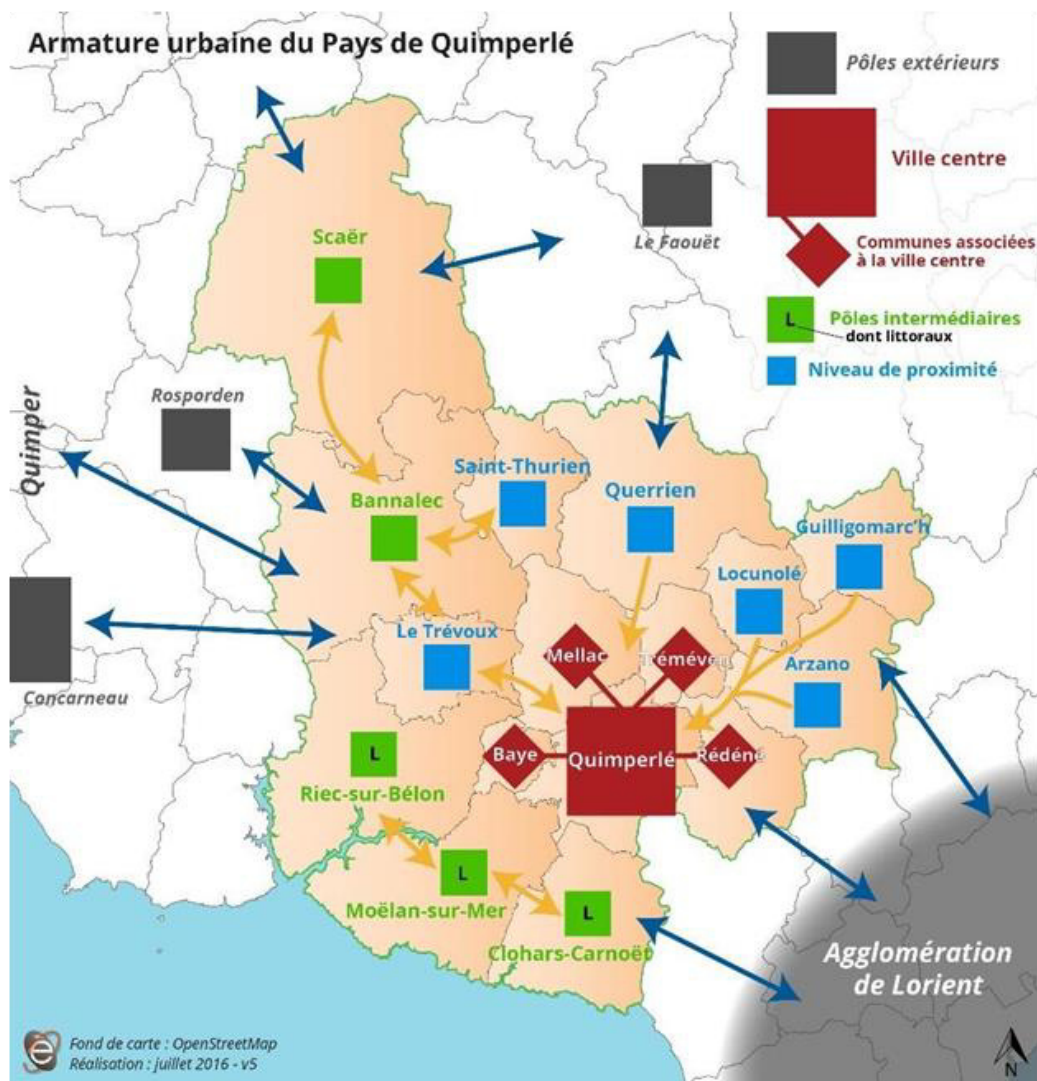 Armature urbaine du Pays de Quimperlé
Pôles extérieurs
Ville centre
Communes associées
à la ville centre
L
Pôles intermédiaires
dont littoraux
Niveau de proximité
Le Faouët
Scaër
Rosporden
Quimper
Saint-Thurien
Querrien
Bannalec
Guilligomarc'h
Locunolé
Le Trévoux
Mellac
Tréméven
Arzano
Concarneau
Baye
Quimperlé
Rédéné
L
Riec-sur-Bélon
L
Moëlan-sur-Mer
L
Clohars-Carnoët
Agglomération
de Lorient
e
Fond de carte : OpenStreetMap
Réalisation : juillet 2016 - v5
N